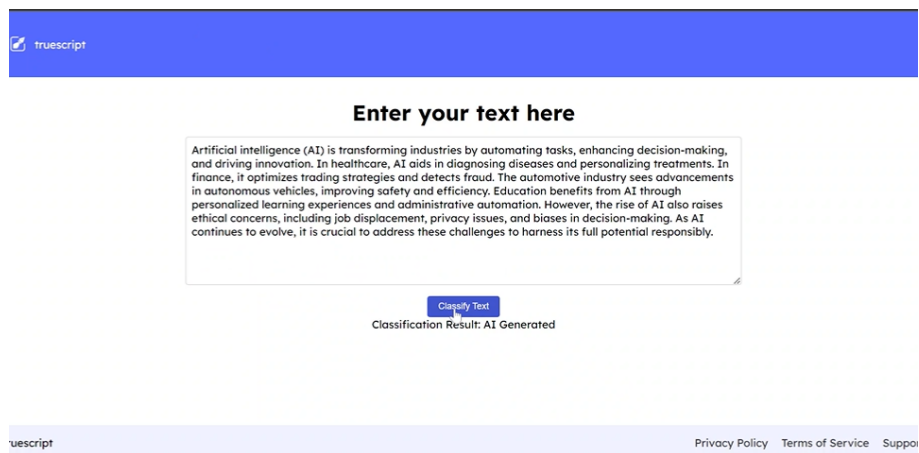 truescript
Enter your text here
Artificial intelligence (AI) is transforming industries by automating tasks, enhancing decision-making,
and driving innovation. In healthcare, AI aids in diagnosing diseases and personalizing treatments. In
finance, it optimizes trading strategies and detects fraud. The automotive industry sees advancements
in autonomous vehicles, improving safety and efficiency. Education benefits from AI through
personalized learning experiences and administrative automation. However, the rise of AI also raises
ethical concerns, including job displacement, privacy issues, and biases in decision-making. As AI
continues to evolve, it is crucial to address these challenges to harness its full potential responsibly.
Classify Text
Classification Result: AI Generated
ruescript Privacy Policy Terms of Service Suppor